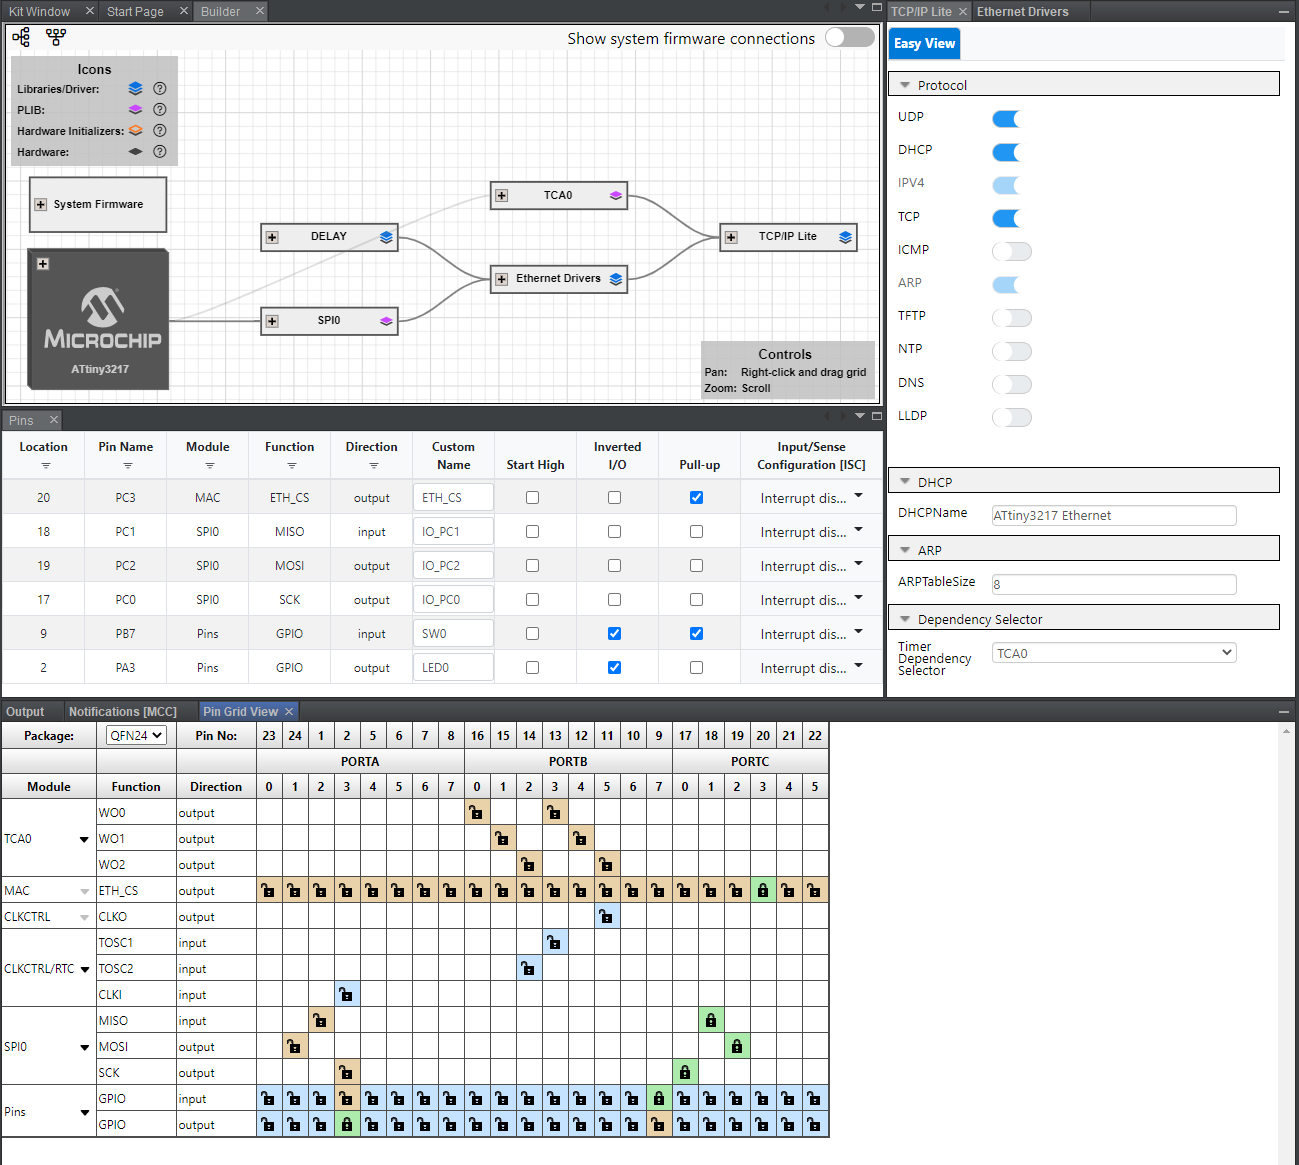 Kit Window × Start Page × Builder ×
Show system firmware connections
Icons
Libraries/Driver: ?
PLIB: ?
Hardware Initializers: ?
Hardware: ?
System Firmware
MICROCHIP
ATtiny3217
TCA0
DELAY
TCP/IP Lite
Ethernet Drivers
SPI0
Controls
Pan: Right-click and drag grid
Zoom: Scroll
TCP/IP Lite × Ethernet Drivers
Easy View
Protocol
UDP
DHCP
IPV4
TCP
ICMP
ARP
TFTP
NTP
DNS
LLDP
DHCP
DHCPName ATtiny3217 Ethernet
ARP
ARPTableSize 8
Dependency Selector
Timer
Dependency
Selector
TCA0
Pins ×
Location Pin Name Module Function Direction Custom Name Start High Inverted I/O Pull-up Input/Sense Configuration [ISC]
20 PC3 MAC ETH_CS output ETH_CS Interrupt dis...
18 PC1 SPI0 MISO input IO_PC1 Interrupt dis...
19 PC2 SPI0 MOSI output IO_PC2 Interrupt dis...
17 PC0 SPI0 SCK output IO_PC0 Interrupt dis...
9 PB7 Pins GPIO input SW0 Interrupt dis...
2 PA3 Pins GPIO output LED0 Interrupt dis...
Output Notifications [MCC] Pin Grid View ×
Package: QFN24 Pin No: 23 24 1 2 5 6 7 8 16 15 14 13 12 11 10 9 17 18 19 20 21 22
PORTA PORTB PORTC
Module Function Direction 0 1 2 3 4 5 6 7 0 1 2 3 4 5 6 7 0 1 2 3 4 5
WO0 output
TCA0 WO1 output
WO2 output
MAC ETH_CS output
CLKCTRL CLKO output
TOSC1 input
CLKCTRL/RTC TOSC2 input
CLKI input
MISO input
SPI0 MOSI output
SCK output
Pins GPIO input
GPIO output